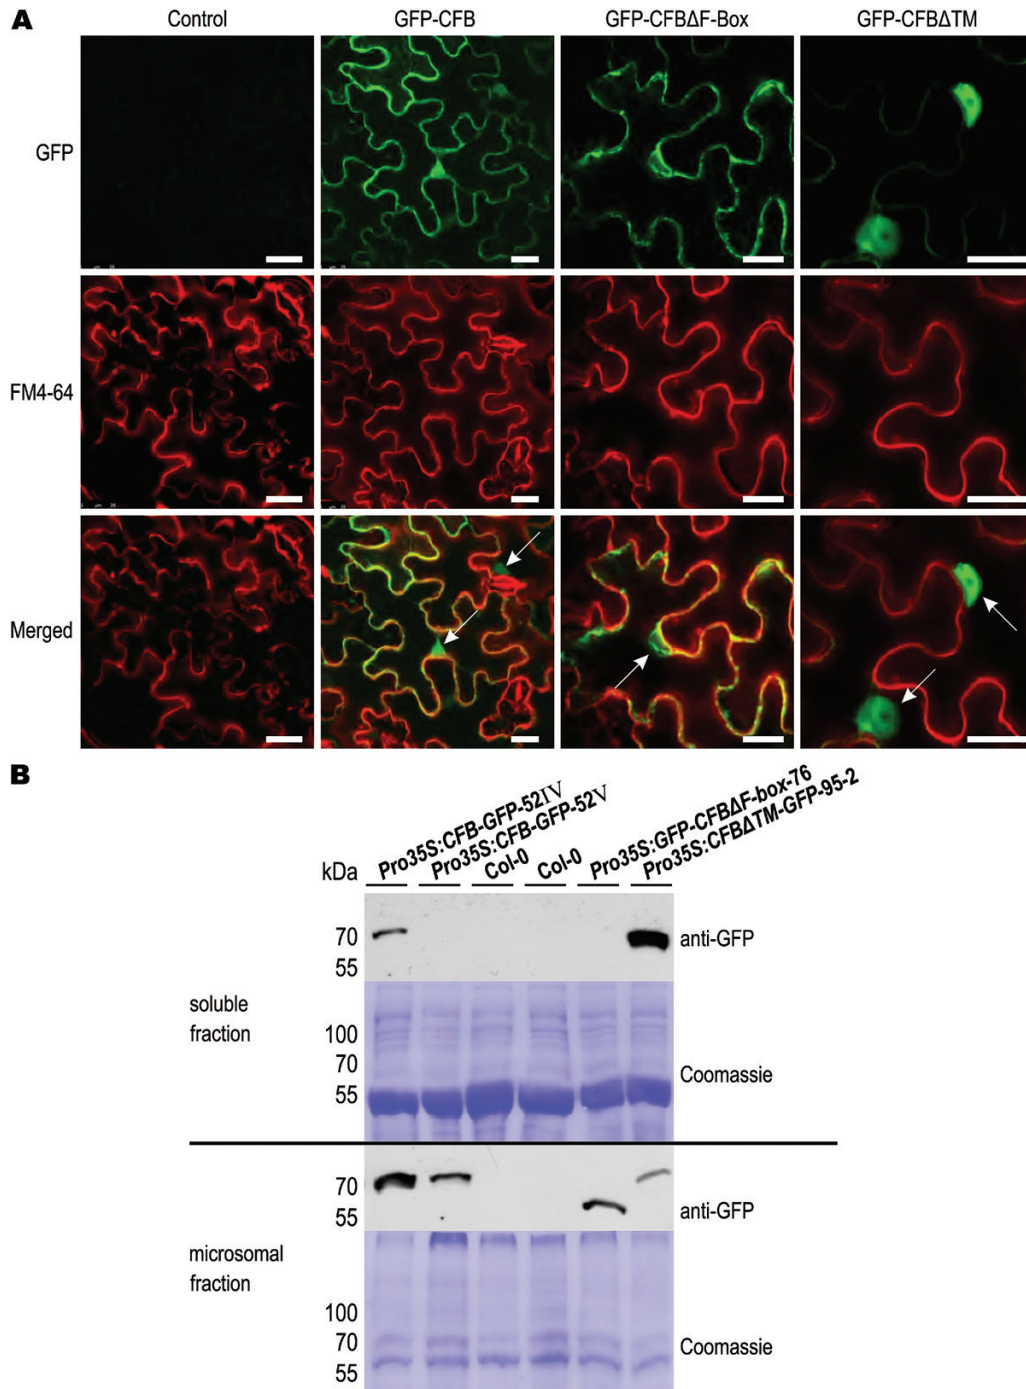 A
Control
GFP-CFB
GFP-CFBΔF-Box
GFP-CFBΔTM
GFP
FM4-64
Merged
B
kDa
Pro35S:CFB-GFP-52IV
Pro35S:CFB-GFP-52V
Col-0
Col-0
Pro35S:GFP-CFBΔF-box-76
Pro35S:CFBΔTM-GFP-95-2
70
55
anti-GFP
soluble
fraction
100
70
55
Coomassie
70
55
anti-GFP
microsomal
fraction
100
70
55
Coomassie